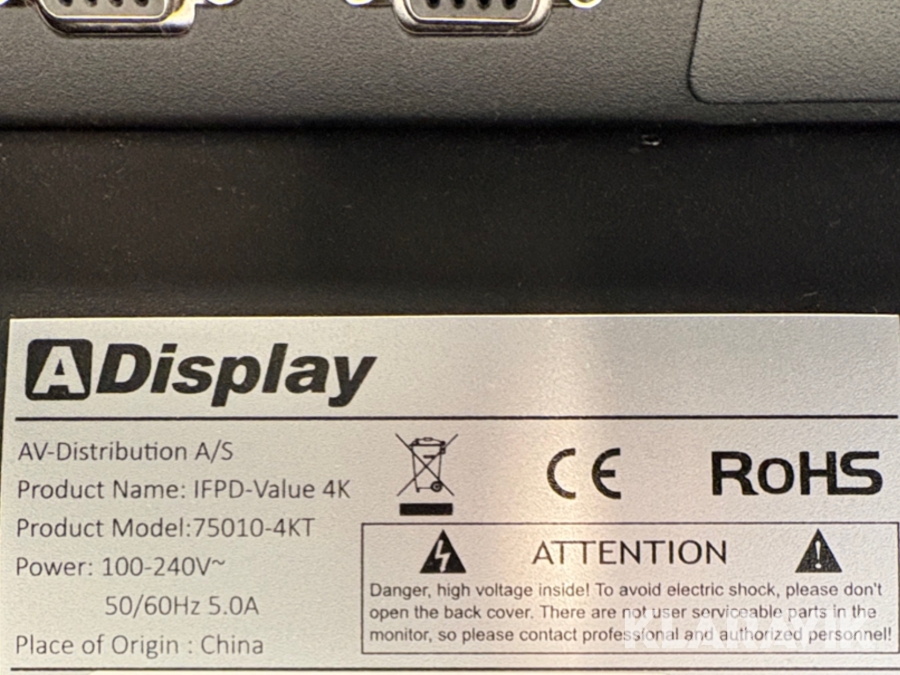 ADisplay
AV-Distribution A/S
Product Name: IFPD-Value 4K
Product Model:75010-4KT
Power: 100-240V~
50/60Hz 5.0A
Place of Origin : China
CE
RoHS
ATTENTION
Danger, high voltage inside! To avoid electric shock, please don't
open the back cover. There are not user serviceable parts in the
monitor, so please contact professional and authorized personnel!
KLARAVIK